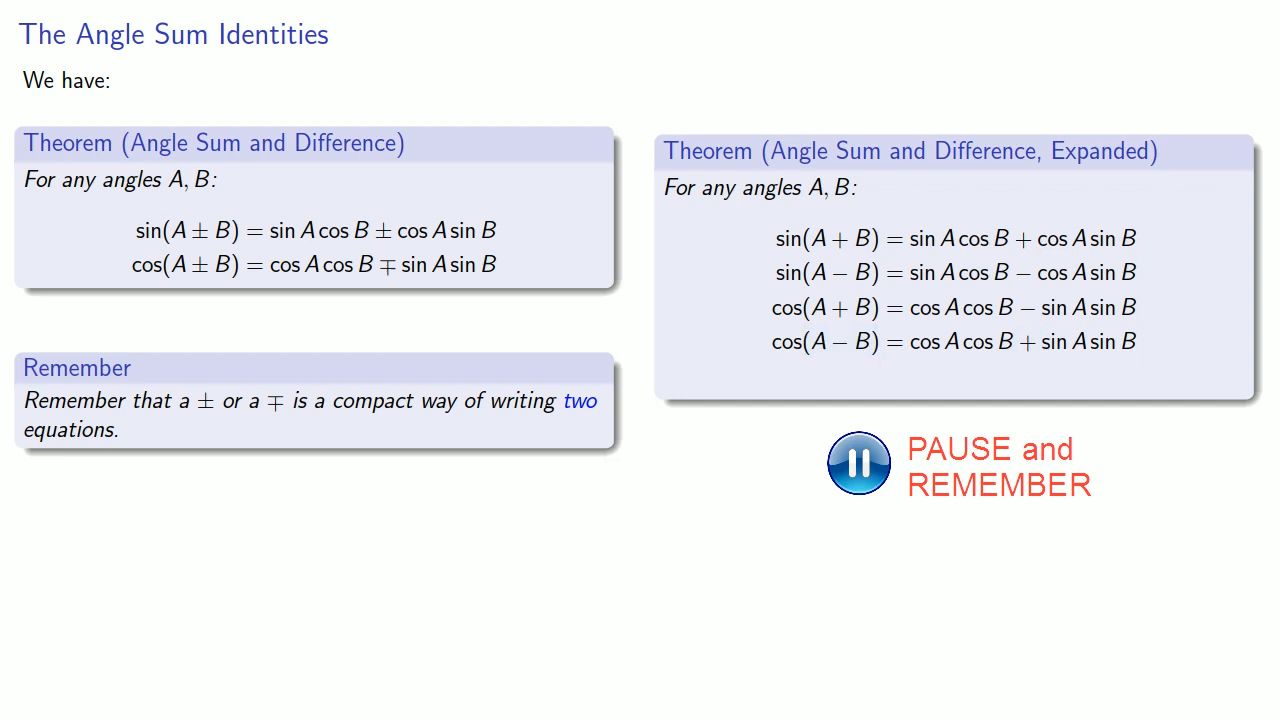 The Angle Sum Identities
We have:
Theorem (Angle Sum and Difference)
For any angles A, B:
sin(A ± B) = sin A cos B ± cos A sin B
cos(A ± B) = cos A cos B ∓ sin A sin B
Remember
Remember that a ± or a ∓ is a compact way of writing two
equations.
Theorem (Angle Sum and Difference, Expanded)
For any angles A, B:
sin(A + B) = sin A cos B + cos A sin B
sin(A − B) = sin A cos B − cos A sin B
cos(A + B) = cos A cos B − sin A sin B
cos(A − B) = cos A cos B + sin A sin B
PAUSE and
REMEMBER